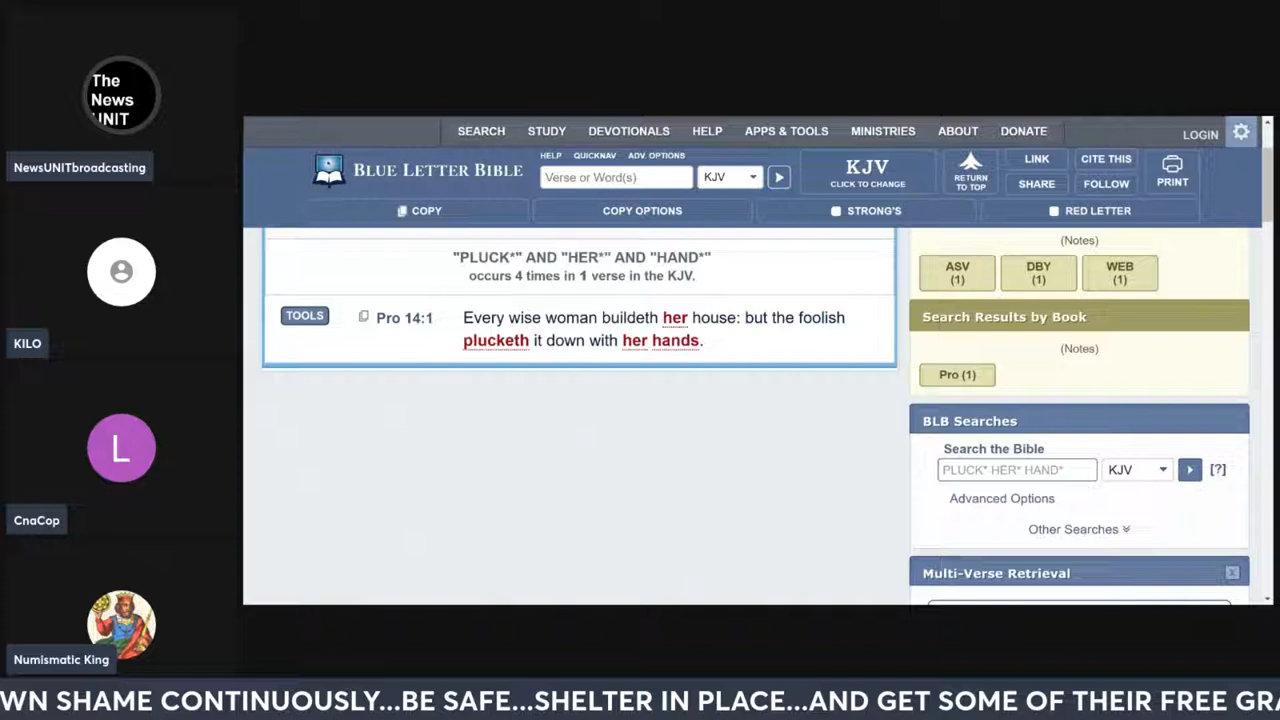 The
News
UNIT
NewsUNITbroadcasting
KILO
L
CnaCop
Numismatic King
SEARCH STUDY DEVOTIONALS HELP APPS & TOOLS MINISTRIES ABOUT DONATE LOGIN
HELP QUICKNAV ADV. OPTIONS
BLUE LETTER BIBLE
Verse or Word(s) KJV
KJV
CLICK TO CHANGE
RETURN
TO TOP
LINK CITE THIS
SHARE FOLLOW
PRINT
COPY COPY OPTIONS STRONG'S RED LETTER
"PLUCK*" AND "HER*" AND "HAND*"
occurs 4 times in 1 verse in the KJV.
TOOLS Pro 14:1 Every wise woman buildeth her house: but the foolish
plucketh it down with her hands.
(Notes)
ASV DBY WEB
(1) (1) (1)
Search Results by Book
(Notes)
Pro (1)
BLB Searches
Search the Bible
PLUCK* HER* HAND* KJV [?]
Advanced Options
Other Searches
Multi-Verse Retrieval
WN SHAME CONTINUOUSLY...BE SAFE...SHELTER IN PLACE...AND GET SOME OF THEIR FREE GRA